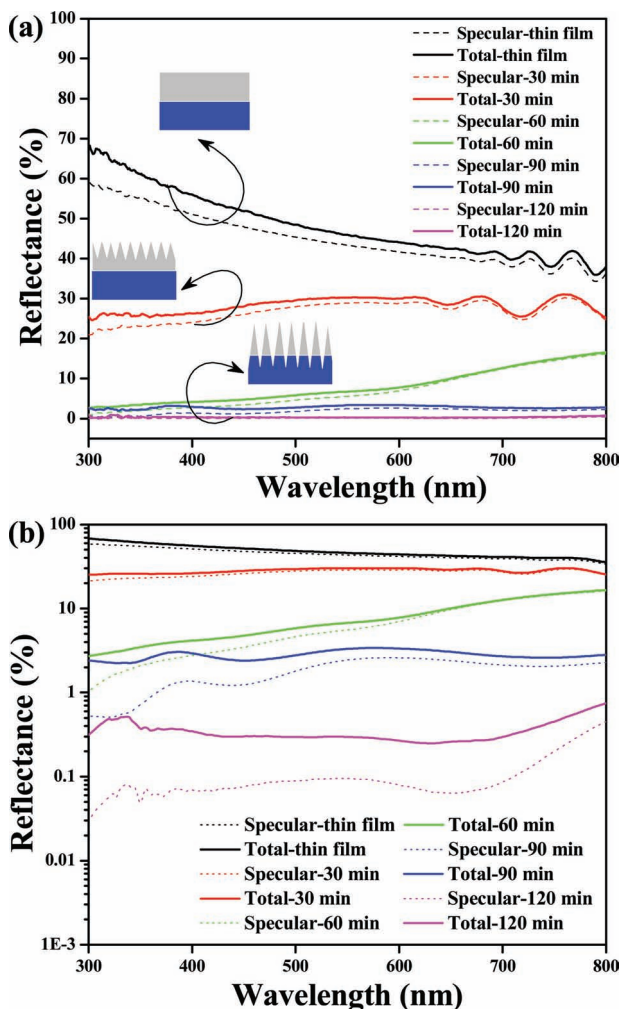 (a)
100
90
80
70
60
50
40
30
20
10
0
Reflectance (%)
Specular-thin film
Total-thin film
Specular-30 min
Total-30 min
Specular-60 min
Total-60 min
Specular-90 min
Total-90 min
Specular-120 min
Total-120 min
300 400 500 600 700 800
Wavelength (nm)
(b)
100
10
1
0.1
0.01
1E-3
Reflectance (%)
Specular-thin film
Total-thin film
Specular-30 min
Total-30 min
Specular-60 min
Total-60 min
Specular-90 min
Total-90 min
Specular-120 min
Total-120 min
300 400 500 600 700 800
Wavelength (nm)